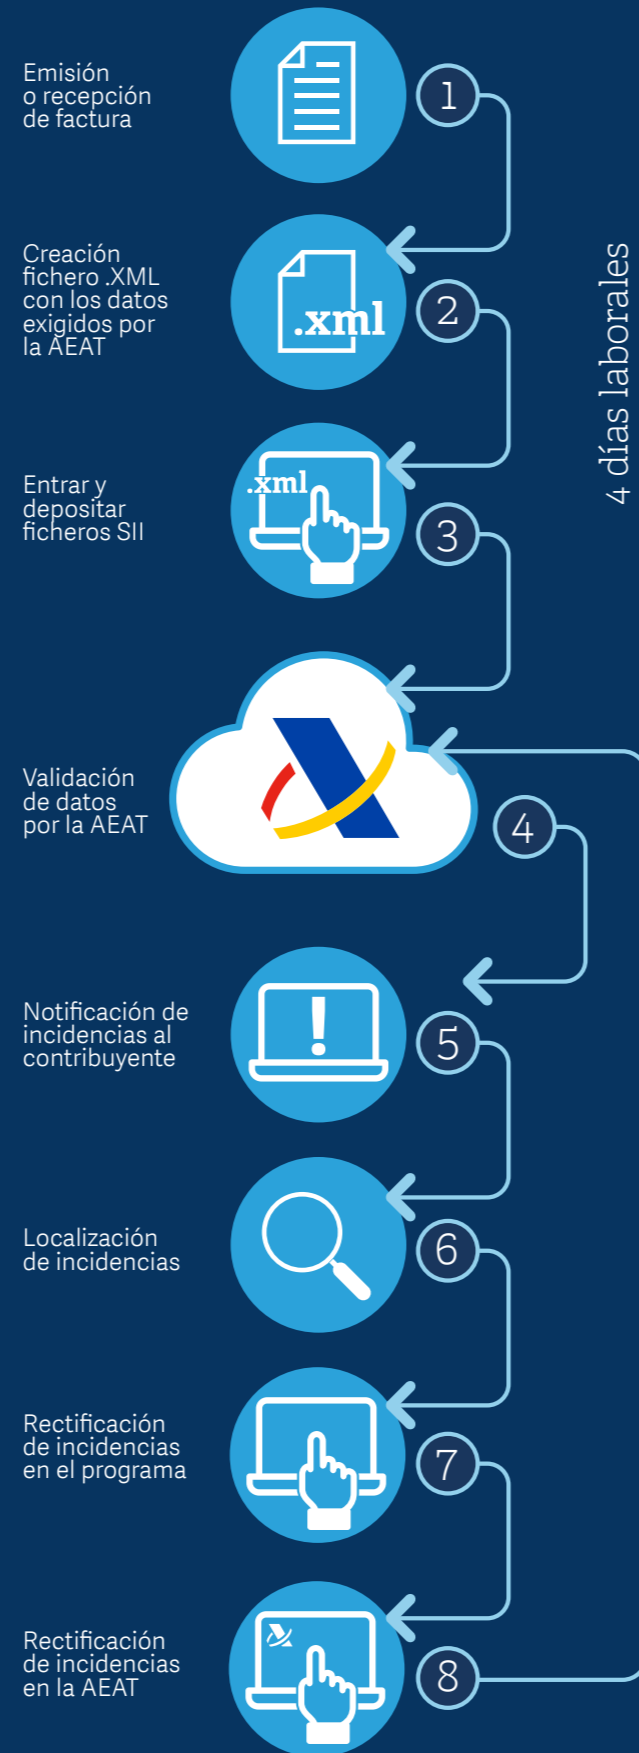 Emisión
o recepción
de factura
1
Creación
fichero .XML
con los datos
exigidos por
la AEAT
.xml
2
4 días laborales
Entrar y
depositar
ficheros SII
.xml
3
Validación
de datos
por la AEAT
4
Notificación de
incidencias al
contribuyente
!
5
Localización
de incidencias
6
Rectificación
de incidencias
en el programa
7
Rectificación
de incidencias
en la AEAT
8